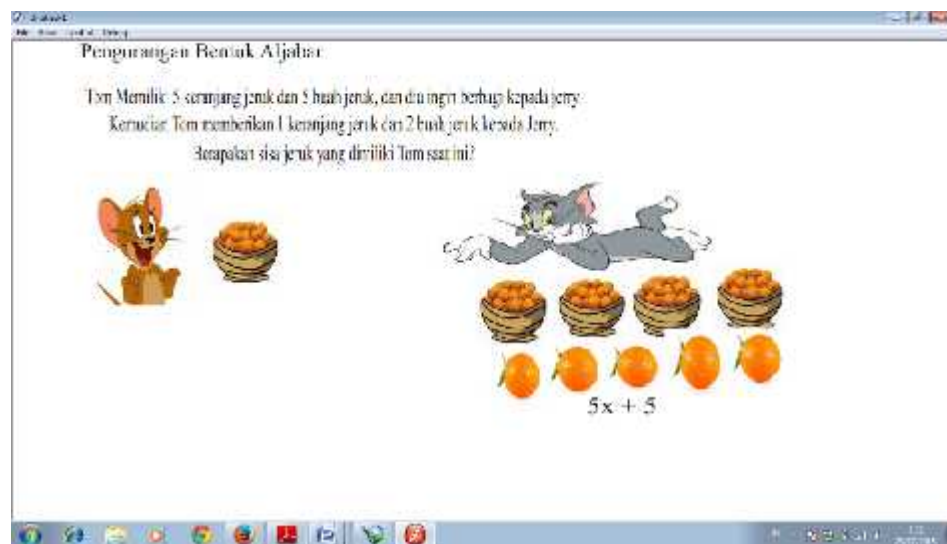 Pengurangan Bentuk Aljabar
Tom Memiliki 5 keranjang jeruk dan 5 buah jeruk, dan dia ingin berbagi kepada jerry
Kemudian Tom memberikan 1 keranjang jeruk dan 2 buah jeruk kepada Jerry.
Berapakah sisa jeruk yang dimiliki Tom saat ini?
5x + 5